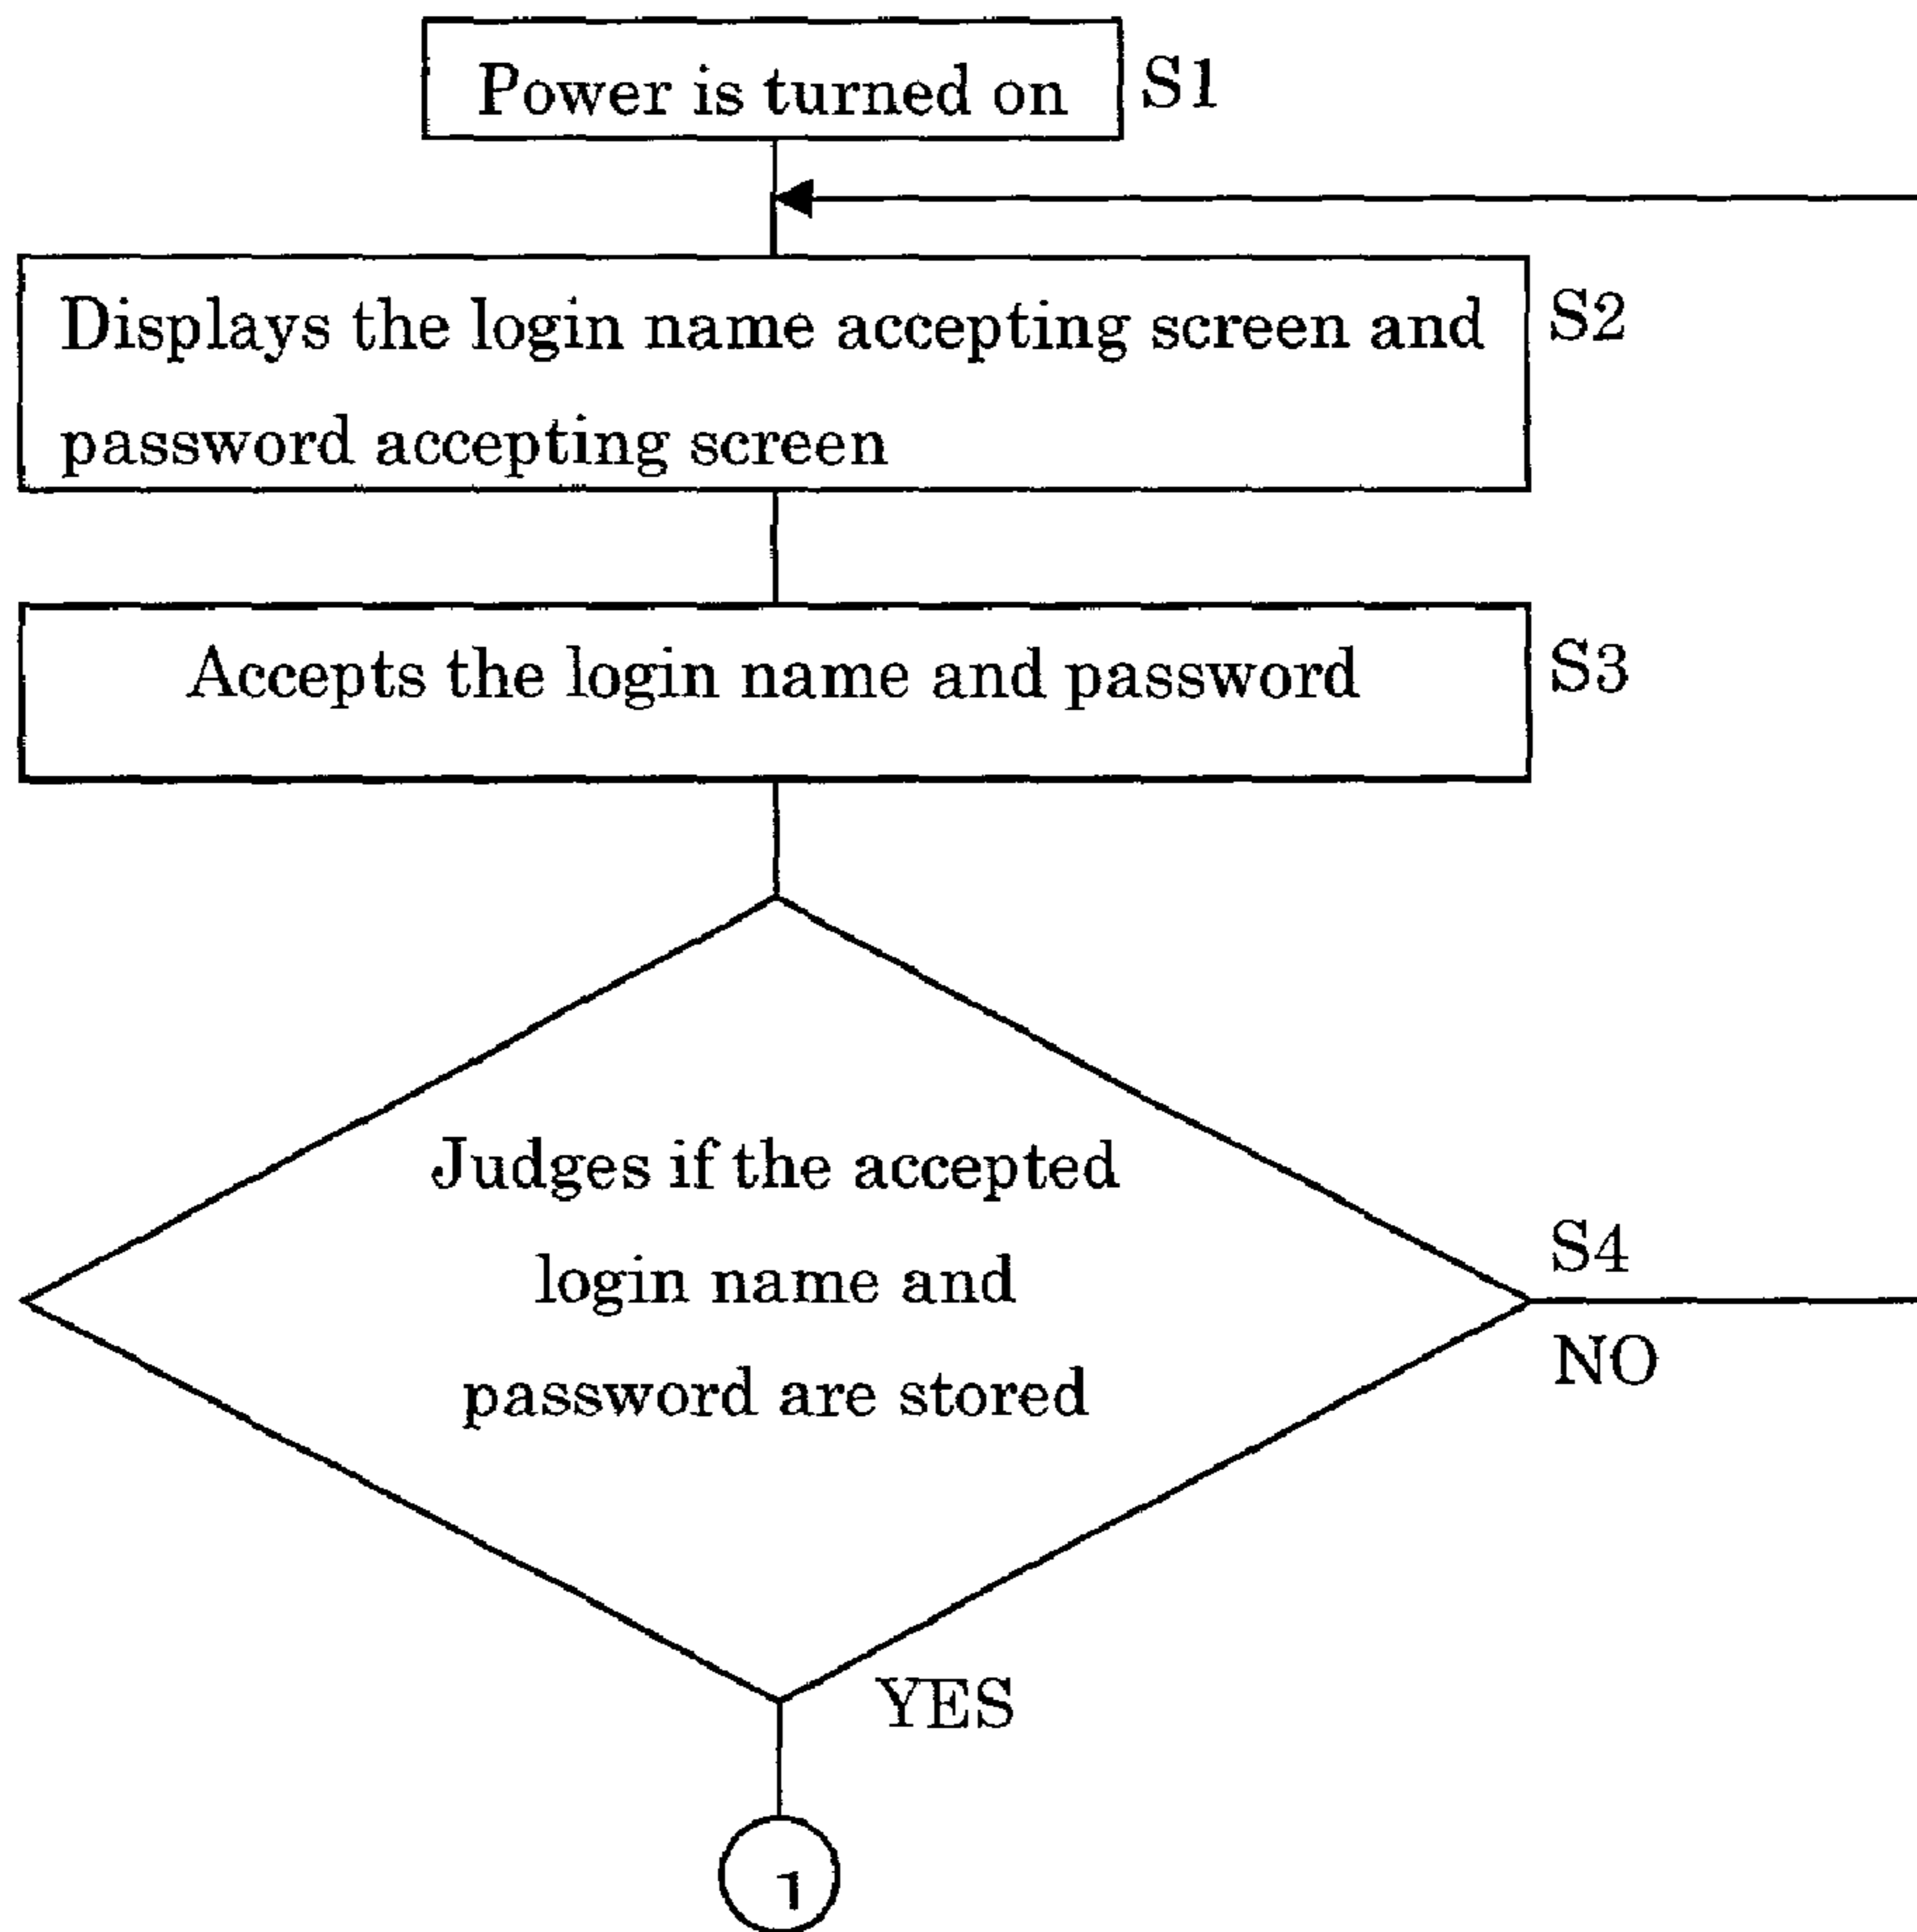 Power is turned on S1
Displays the login name accepting screen and S2
password accepting screen
Accepts the login name and password S3
Judges if the accepted
login name and
password are stored
S4
NO
YES
1